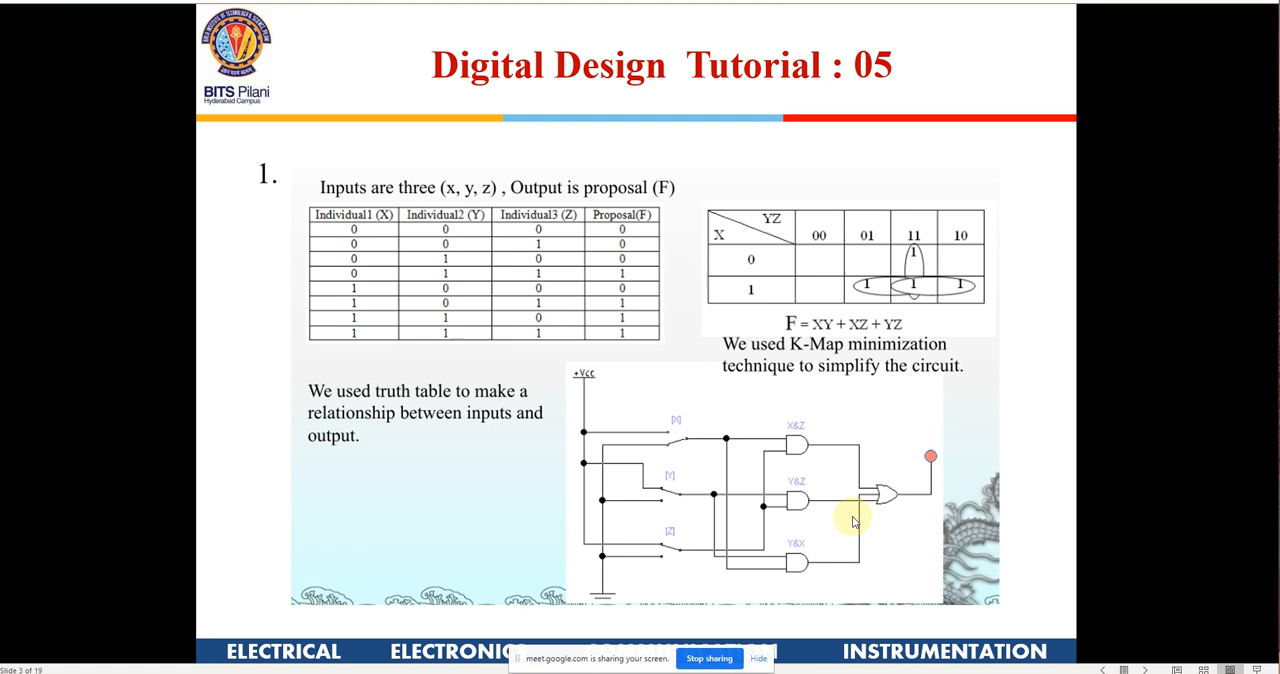 BITS Pilani
Hyderabad Campus
Digital Design Tutorial : 05
1.
Inputs are three (x, y, z) , Output is proposal (F)
Individual1 (X) Individual2 (Y) Individual3 (Z) Proposal(F)
0 0 0 0
0 0 1 0
0 1 0 0
0 1 1 1
1 0 0 0
1 0 1 1
1 1 0 1
1 1 1 1
YZ
X 00 01 11 10
0 1
1 1 1 1
F = XY + XZ + YZ
We used K-Map minimization
technique to simplify the circuit.
We used truth table to make a
relationship between inputs and
output.
+Vcc
[X]
X&Z
[Y]
Y&Z
[Z]
Y&X
ELECTRICAL ELECTRONICS INSTRUMENTATION
meet.google.com is sharing your screen. Stop sharing Hide
Slide 3 of 19